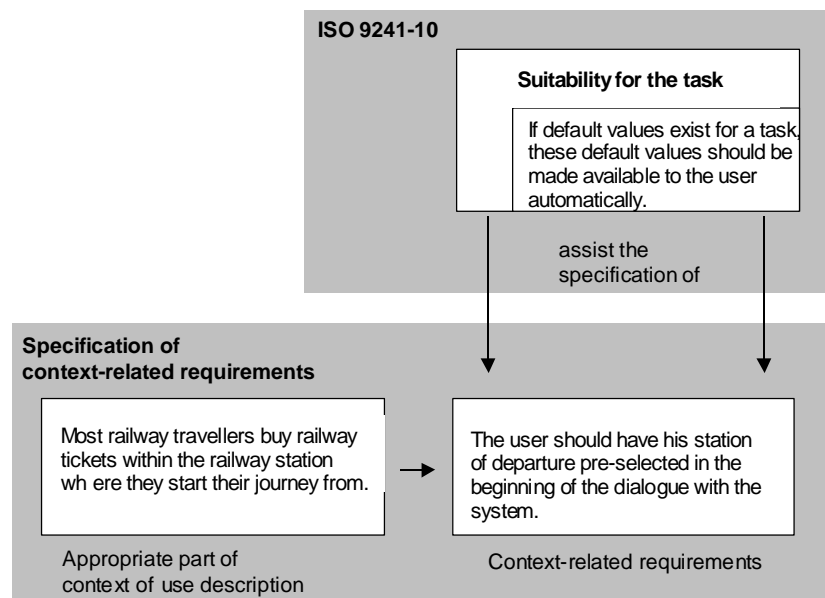 ISO 9241-10
Suitability for the task
If default values exist for a task,
these default values should be
made available to the user
automatically.
assist the
specification of
Specification of
context-related requirements
Most railway travellers buy railway
tickets within the railway station
wh ere they start their journey from.
The user should have his station
of departure pre-selected in the
beginning of the dialogue with the
system.
Appropriate part of
context of use description
Context-related requirements